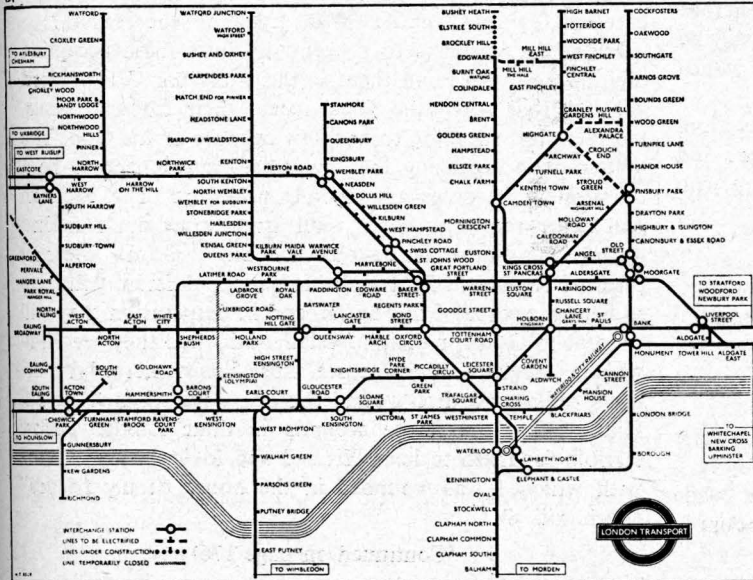 WATFORD
CROXLEY GREEN
TO AYLESBURY
CHESHAM
RICKMANSWORTH
CHORLEY WOOD
MOOR PARK &
SANDY LODGE
NORTHWOOD
NORTHWOOD
HILLS
PINNER
TO UXBRIDGE
TO WEST RUISLIP
EASTCOTE
NORTH
HARROW
RAYNERS
LANE
WEST
HARROW
HARROW
ON THE HILL
NORTHWICK
PARK
PRESTON ROAD
SOUTH HARROW
SUDBURY HILL
SUDBURY TOWN
ALPERTON
GREENFORD
PERIVALE
HANGER LANE
PARK ROYAL
HANGER HILL
NORTH
EALING
EALING
BROADWAY
WEST
ACTON
NORTH
ACTON
EAST
ACTON
WHITE
CITY
EALING
COMMON
SOUTH
EALING
ACTON
TOWN
SOUTH
ACTON
CHISWICK
PARK
TURNHAM
GREEN
STAMFORD
BROOK
RAVENS-
COURT
PARK
HAMMERSMITH
BARONS
COURT
GOLDHAWK
ROAD
SHEPHERDS
BUSH
TO HOUNSLOW
GUNNERSBURY
KEW GARDENS
RICHMOND
WATFORD JUNCTION
WATFORD
HIGH STREET
BUSHEY AND OXHEY
CARPENDERS PARK
HATCH END FOR PINNER
HEADSTONE LANE
HARROW & WEALDSTONE
KENTON
SOUTH KENTON
NORTH WEMBLEY
WEMBLEY FOR SUDBURY
STONEBRIDGE PARK
HARLESDEN
WILLESDEN JUNCTION
KENSAL GREEN
QUEENS PARK
KILBURN
PARK
MAIDA
VALE
WARWICK
AVENUE
STANMORE
CANONS PARK
QUEENSBURY
KINGSBURY
WEMBLEY PARK
NEASDEN
DOLLIS HILL
WILLESDEN GREEN
KILBURN
WEST HAMPSTEAD
FINCHLEY ROAD
SWISS COTTAGE
ST JOHNS WOOD
MARYLEBONE
GREAT PORTLAND
STREET
LATIMER ROAD
WESTBOURNE
PARK
LADBROKE
GROVE
ROYAL
OAK
PADDINGTON
EDGWARE
ROAD
BAKER
STREET
REGENTS PARK
UXBRIDGE ROAD
NOTTING
HILL GATE
BAYSWATER
LANCASTER
GATE
BOND
STREET
HOLLAND
PARK
QUEENSWAY
MARBLE
ARCH
OXFORD
CIRCUS
TOTTENHAM
COURT ROAD
HIGH STREET
KENSINGTON
KENSINGTON
(OLYMPIA)
GLOUCESTER
ROAD
KNIGHTSBRIDGE
HYDE
PARK
CORNER
GREEN
PARK
PICCADILLY
CIRCUS
LEICESTER
SQUARE
WEST
KENSINGTON
EARLS COURT
SLOANE
SQUARE
SOUTH
KENSINGTON
VICTORIA
ST JAMES
PARK
WESTMINSTER
TRAFALGAR
SQUARE
STRAND
CHARING
CROSS
TEMPLE
BLACKFRIARS
WEST BROMPTON
WALHAM GREEN
PARSONS GREEN
PUTNEY BRIDGE
EAST PUTNEY
TO WIMBLEDON
BUSHEY HEATH
ELSTREE SOUTH
BROCKLEY HILL
EDGWARE
BURNT OAK
WATLING
COLINDALE
HENDON CENTRAL
BRENT
GOLDERS GREEN
HAMPSTEAD
BELSIZE PARK
CHALK FARM
MORNINGTON
CRESCENT
EUSTON
WARREN
STREET
GOODGE STREET
MILL HILL
THE HALE
MILL HILL
EAST
HIGH BARNET
TOTTERIDGE
WOODSIDE PARK
WEST FINCHLEY
FINCHLEY
CENTRAL
EAST FINCHLEY
CRANLEY
GARDENS
MUSWELL
HILL
ALEXANDRA
PALACE
HIGHGATE
CROUCH
END
STROUD
GREEN
ARCHWAY
TUFNELL PARK
KENTISH TOWN
CAMDEN TOWN
COCKFOSTERS
OAKWOOD
SOUTHGATE
ARNOS GROVE
BOUNDS GREEN
WOOD GREEN
TURNPIKE LANE
MANOR HOUSE
FINSBURY PARK
ARSENAL
HIGHBURY HILL
HOLLOWAY
ROAD
CALEDONIAN
ROAD
DRAYTON PARK
HIGHBURY & ISLINGTON
CANONBURY & ESSEX ROAD
OLD
STREET
ANGEL
KINGS CROSS
ST PANCRAS
EUSTON
SQUARE
ALDERSGATE
MOORGATE
FARRINGDON
RUSSELL SQUARE
CHANCERY
LANE
GRAYS INN
ST
PAULS
HOLBORN
KINGSWAY
BANK
COVENT
GARDEN
ALDWYCH
WATERLOO & CITY RAILWAY
CANNON
STREET
MANSION
HOUSE
MONUMENT
TOWER HILL
ALDGATE
ALDGATE
EAST
LIVERPOOL
STREET
TO STRATFORD
WOODFORD
NEWBURY PARK
TO
WHITECHAPEL
NEW CROSS
BARKING
UPMINSTER
LONDON BRIDGE
BOROUGH
WATERLOO
LAMBETH NORTH
ELEPHANT & CASTLE
KENNINGTON
OVAL
STOCKWELL
CLAPHAM NORTH
CLAPHAM COMMON
CLAPHAM SOUTH
BALHAM
TO MORDEN
INTERCHANGE STATION
LINES TO BE ELECTRIFIED
LINES UNDER CONSTRUCTION
LINE TEMPORARILY CLOSED
LONDON TRANSPORT